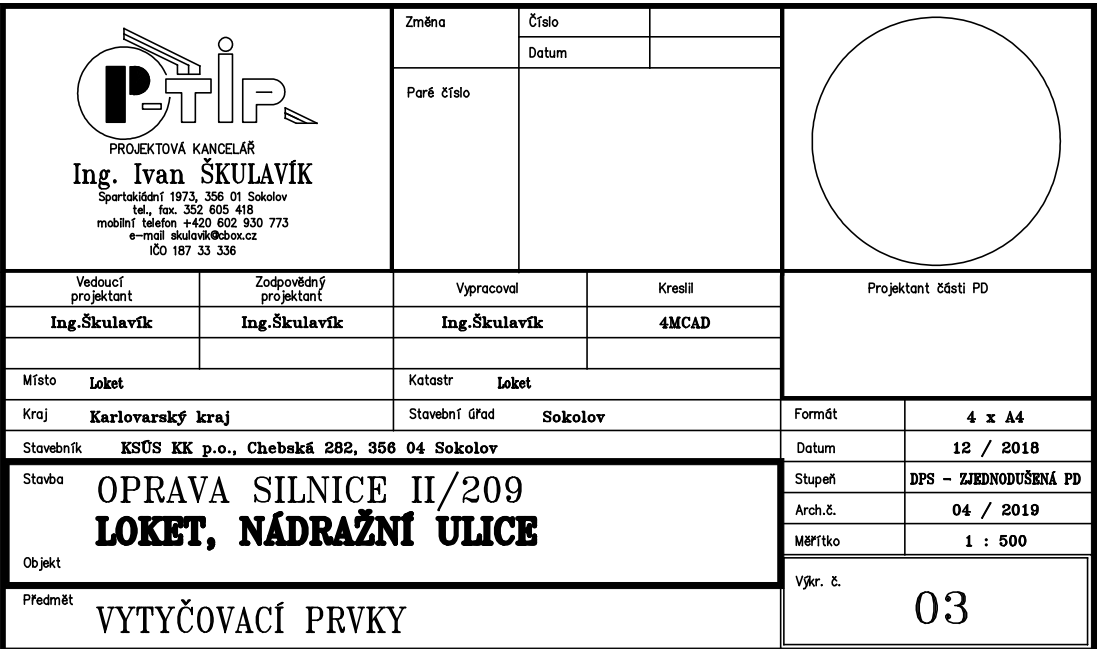 P-TIP
PROJEKTOVÁ KANCELÁŘ
Ing. Ivan ŠKULAVÍK
Spartakiádní 1973, 356 01 Sokolov
tel., fax. 352 605 418
mobilní telefon +420 602 930 773
e-mail skulavik@cbox.cz
IČO 187 33 336
Změna
Číslo
Datum
Paré číslo
Vedoucí
projektant
Zodpovědný
projektant
Vypracoval
Kreslil
Projektant části PD
Ing.Škulavík
Ing.Škulavík
Ing.Škulavík
4MCAD
Místo Loket
Katastr Loket
Kraj Karlovarský kraj
Stavební úřad Sokolov
Stavebník KSÚS KK p.o., Chebská 282, 356 04 Sokolov
Formát 4 x A4
Datum 12 / 2018
Stupeň DPS - ZJEDNODUŠENÁ PD
Arch.č. 04 / 2019
Měřítko 1 : 500
Stavba OPRAVA SILNICE II/209
LOKET, NÁDRAŽNÍ ULICE
Objekt
Předmět VYTYČOVACÍ PRVKY
Výkr. č. 03